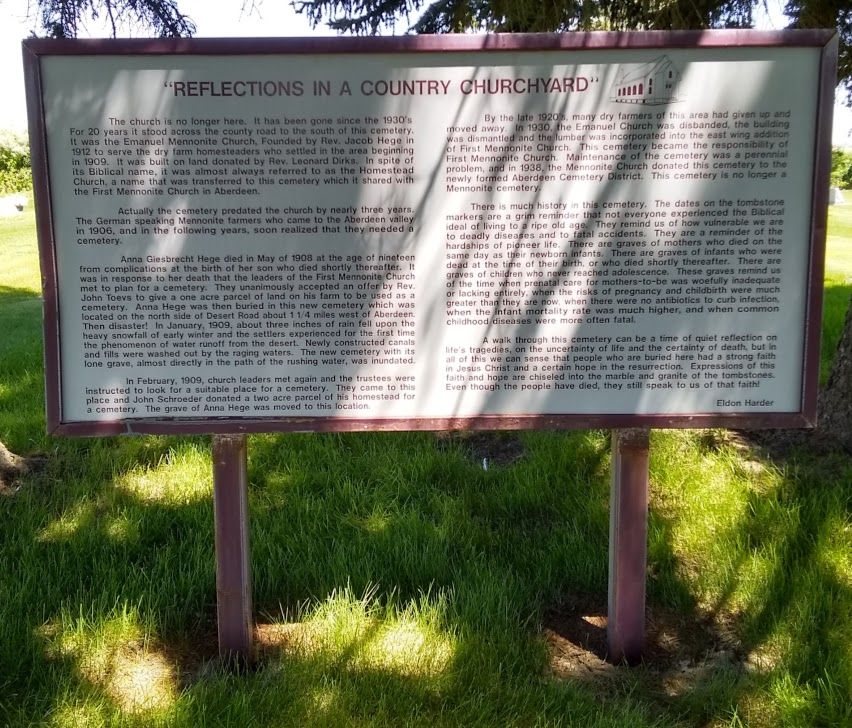 "REFLECTIONS IN A COUNTRY CHURCHYARD"
The church is no longer here. It has been gone since the 1930's
For 20 years it stood across the county road to the south of this cemetery.
It was the Emanuel Mennonite Church, Founded by Rev. Jacob Hege in
1912 to serve the dry farm homesteaders who settled in the area beginning
in 1909. It was built on land donated by Rev. Leonard Dirks. In spite of
its Biblical name, it was almost always referred to as the Homestead
Church, a name that was transferred to this cemetery which it shared with
the First Mennonite Church in Aberdeen.
Actually the cemetery predated the church by nearly three years.
The German speaking Mennonite farmers who came to the Aberdeen valley
in 1906, and in the following years, soon realized that they needed a
cemetery.
Anna Giesbrecht Hege died in May of 1908 at the age of nineteen
from complications at the birth of her son who died shortly thereafter. It
was in response to her death that the leaders of the First Mennonite Church
met to plan for a cemetery. They unanimously accepted an offer by Rev.
John Toevs to give a one acre parcel of land on his farm to be used as a
cemetery. Anna Hege was then buried in this new cemetery which was
located on the north side of Desert Road about 1 1/4 miles west of Aberdeen.
Then disaster! In January, 1909, about three inches of rain fell upon the
heavy snowfall of early winter and the settlers experienced for the first time
the phenomenon of water runoff from the desert. Newly constructed canals
and fills were washed out by the raging waters. The new cemetery with its
lone grave, almost directly in the path of the rushing water, was inundated.
In February, 1909, church leaders met again and the trustees were
instructed to look for a suitable place for a cemetery. They came to this
place and John Schroeder donated a two acre parcel of his homestead for
a cemetery. The grave of Anna Hege was moved to this location.
By the late 1920's, many dry farmers of this area had given up and
moved away. In 1930, the Emanuel Church was disbanded, the building
was dismantled and the lumber was incorporated into the east wing addition
of First Mennonite Church. This cemetery became the responsibility of
First Mennonite Church. Maintenance of the cemetery was a perennial
problem, and in 1938, the Mennonite Church donated this cemetery to the
newly formed Aberdeen Cemetery District. This cemetery is no longer a
Mennonite cemetery.
There is much history in this cemetery. The dates on the tombstone
markers are a grim reminder that not everyone experienced the Biblical
ideal of living to a ripe old age. They remind us of how vulnerable we are
to deadly diseases and to fatal accidents. They are a reminder of the
hardships of pioneer life. There are graves of mothers who died on the
same day as their newborn infants. There are graves of infants who were
dead at the time of their birth, or who died shortly thereafter. There are
graves of children who never reached adolescence. These graves remind us
of the time when prenatal care for mothers-to-be was woefully inadequate
or lacking entirely, when the risks of pregnancy and childbirth were much
greater than they are now, when there were no antibiotics to curb infection,
when the infant mortality rate was much higher, and when common
childhood diseases were more often fatal.
A walk through this cemetery can be a time of quiet reflection on
life's tragedies, on the uncertainty of life and the certainty of death, but in
all of this we can sense that people who are buried here had a strong faith
in Jesus Christ and a certain hope in the resurrection. Expressions of this
faith and hope are chiseled into the marble and granite of the tombstones.
Even though the people have died, they still speak to us of that faith!
Eldon Harder